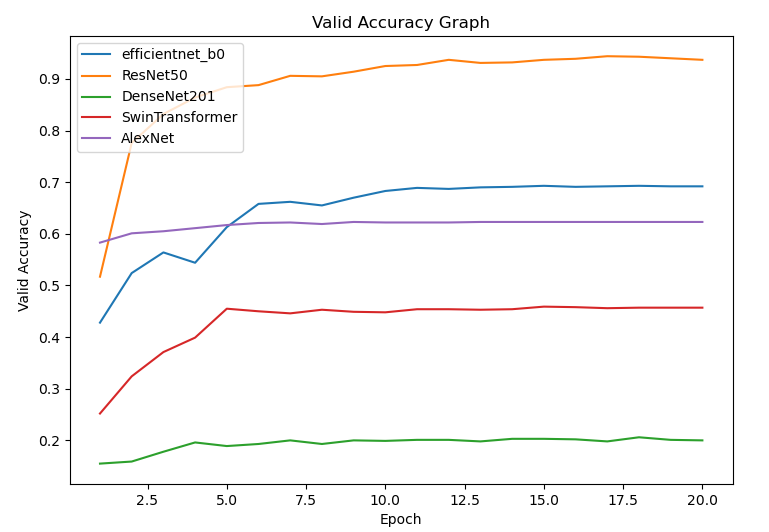 Valid Accuracy Graph
efficientnet_b0
ResNet50
DenseNet201
SwinTransformer
AlexNet
Valid Accuracy
0.9
0.8
0.7
0.6
0.5
0.4
0.3
0.2
2.5 5.0 7.5 10.0 12.5 15.0 17.5 20.0
Epoch